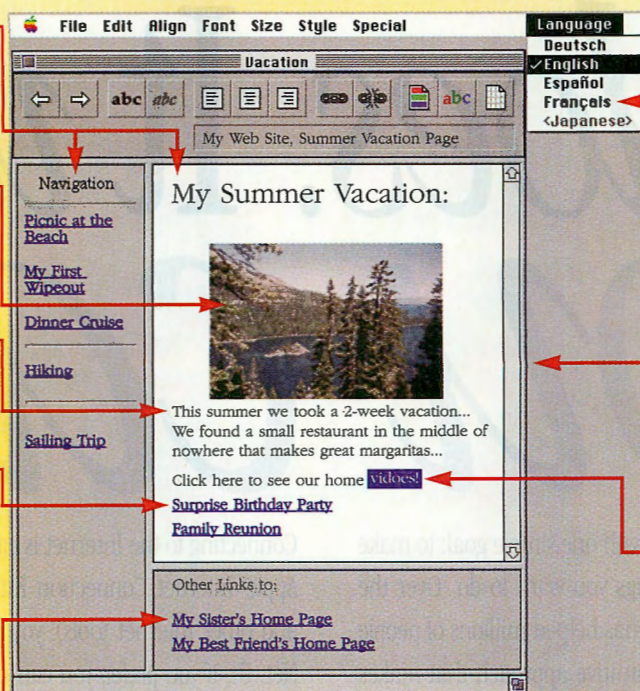 File Edit Align Font Size Style Special
Language
Deutsch
✓English
Español
Français
<Japanese>
Vacation
abc abc abc
My Web Site, Summer Vacation Page
Navigation
Picnic at the
Beach
My First
Wipeout
Dinner Cruise
Hiking
Sailing Trip
My Summer Vacation:
This summer we took a 2-week vacation...
We found a small restaurant in the middle of
nowhere that makes great margaritas...
Click here to see our home vidoes!
Surprise Birthday Party
Family Reunion
Other Links to:
My Sister's Home Page
My Best Friend's Home Page